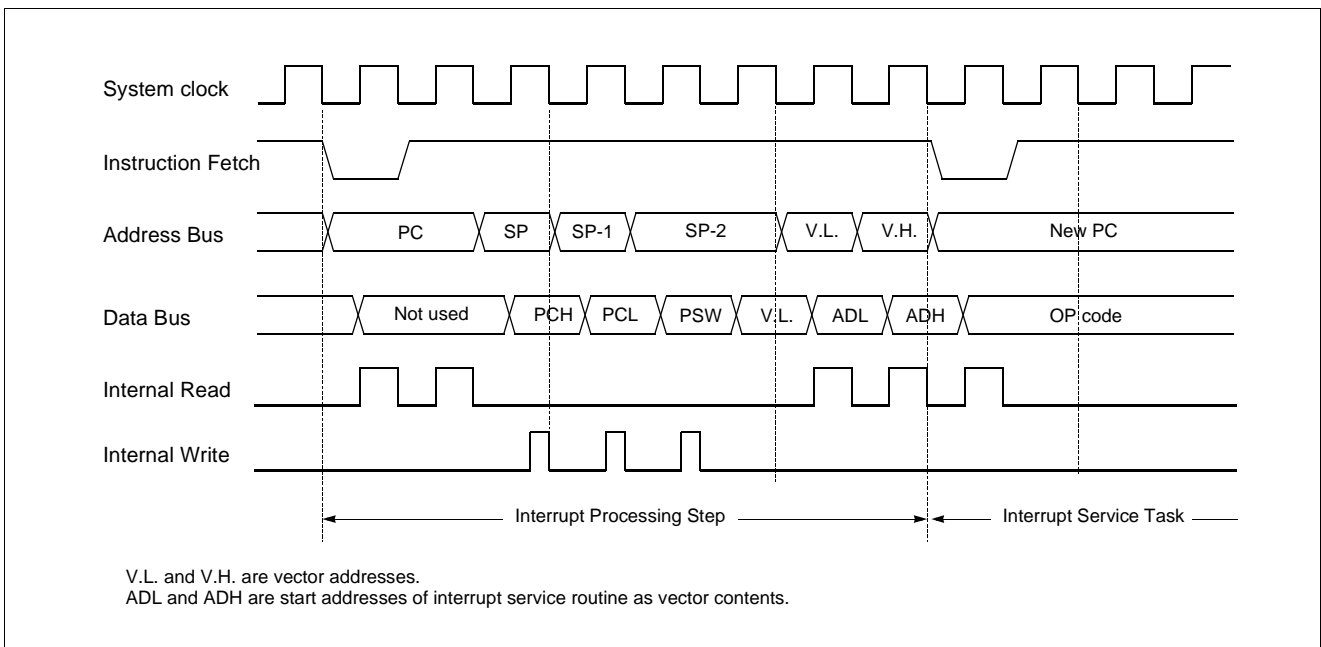 System clock
Instruction Fetch
Address Bus
PC
SP
SP-1
SP-2
V.L.
V.H.
New PC
Data Bus
Not used
PCH
PCL
PSW
V.L.
ADL
ADH
OP code
Internal Read
Internal Write
Interrupt Processing Step
Interrupt Service Task
V.L. and V.H. are vector addresses.
ADL and ADH are start addresses of interrupt service routine as vector contents.